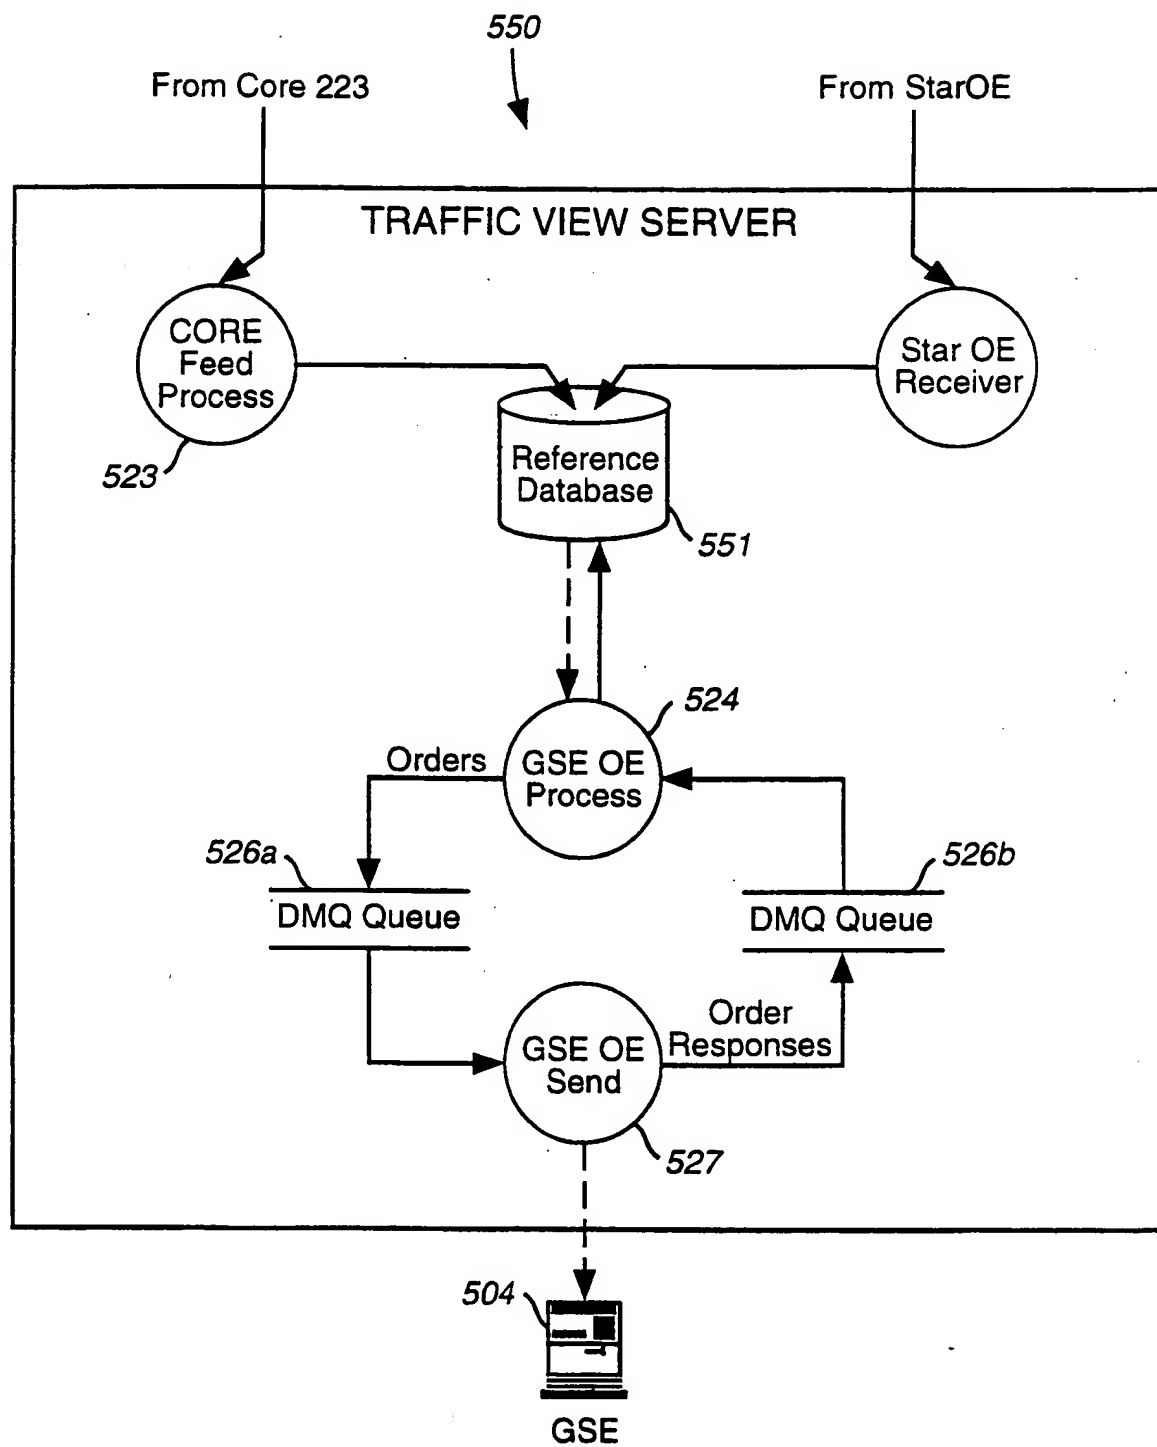 550
From Core 223
From StarOE
TRAFFIC VIEW SERVER
CORE
Feed
Process
Star OE
Receiver
523
Reference
Database
551
524
Orders
GSE OE
Process
526a
526b
DMQ Queue
DMQ Queue
Order
Responses
GSE OE
Send
527
504
GSE